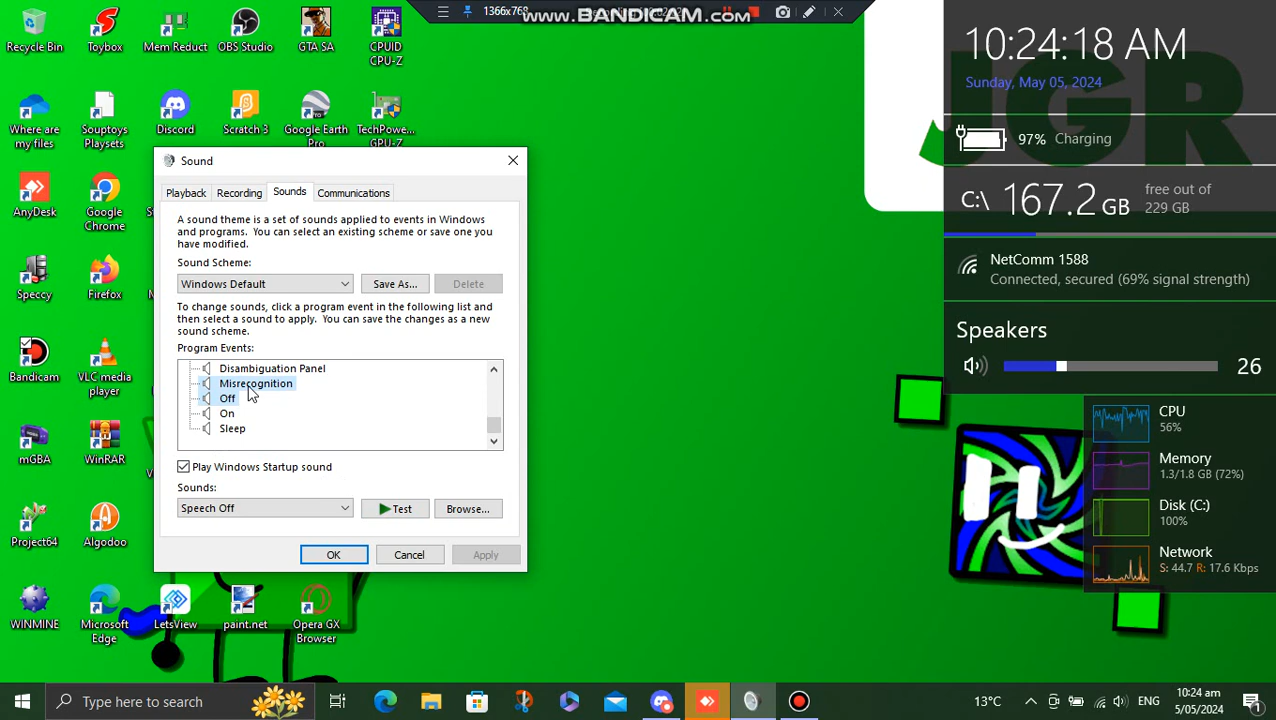 1366x768
www.BANDICAM.com
Recycle Bin
Toybox
Mem Reduct
OBS Studio
GTA SA
CPUID
CPU-Z
Where are
my files
Souptoys
Playsets
Discord
Scratch 3
Google Earth
Pro
TechPowe...
GPU-Z
AnyDesk
Google
Chrome
Speccy
Firefox
Bandicam
VLC media
player
mGBA
WinRAR
Project64
Algodoo
WINMINE
Microsoft
Edge
LetsView
paint.net
Opera GX
Browser
Sound
Playback
Recording
Sounds
Communications
A sound theme is a set of sounds applied to events in Windows
and programs. You can select an existing scheme or save one you
have modified.
Sound Scheme:
Windows Default
Save As...
Delete
To change sounds, click a program event in the following list and
then select a sound to apply. You can save the changes as a new
sound scheme.
Program Events:
Disambiguation Panel
Misrecognition
Off
On
Sleep
Play Windows Startup sound
Sounds:
Speech Off
Test
Browse...
OK
Cancel
Apply
JGR
10:24:18 AM
Sunday, May 05, 2024
97% Charging
C:\ 167.2 GB
free out of
229 GB
NetComm 1588
Connected, secured (69% signal strength)
Speakers
26
CPU
56%
Memory
1.3/1.8 GB (72%)
Disk (C:)
100%
Network
S: 44.7 R: 17.6 Kbps
Type here to search
13°C
ENG
10:24 am
5/05/2024
1